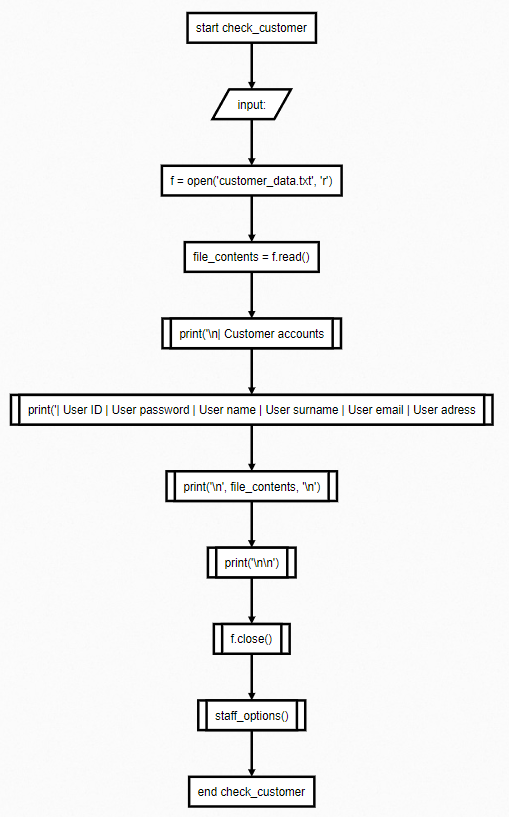 start check_customer
input:
f = open('customer_data.txt', 'r')
file_contents = f.read()
print('\n| Customer accounts
print('| User ID | User password | User name | User surname | User email | User adress
print('\n', file_contents, '\n')
print('\n\n')
f.close()
staff_options()
end check_customer